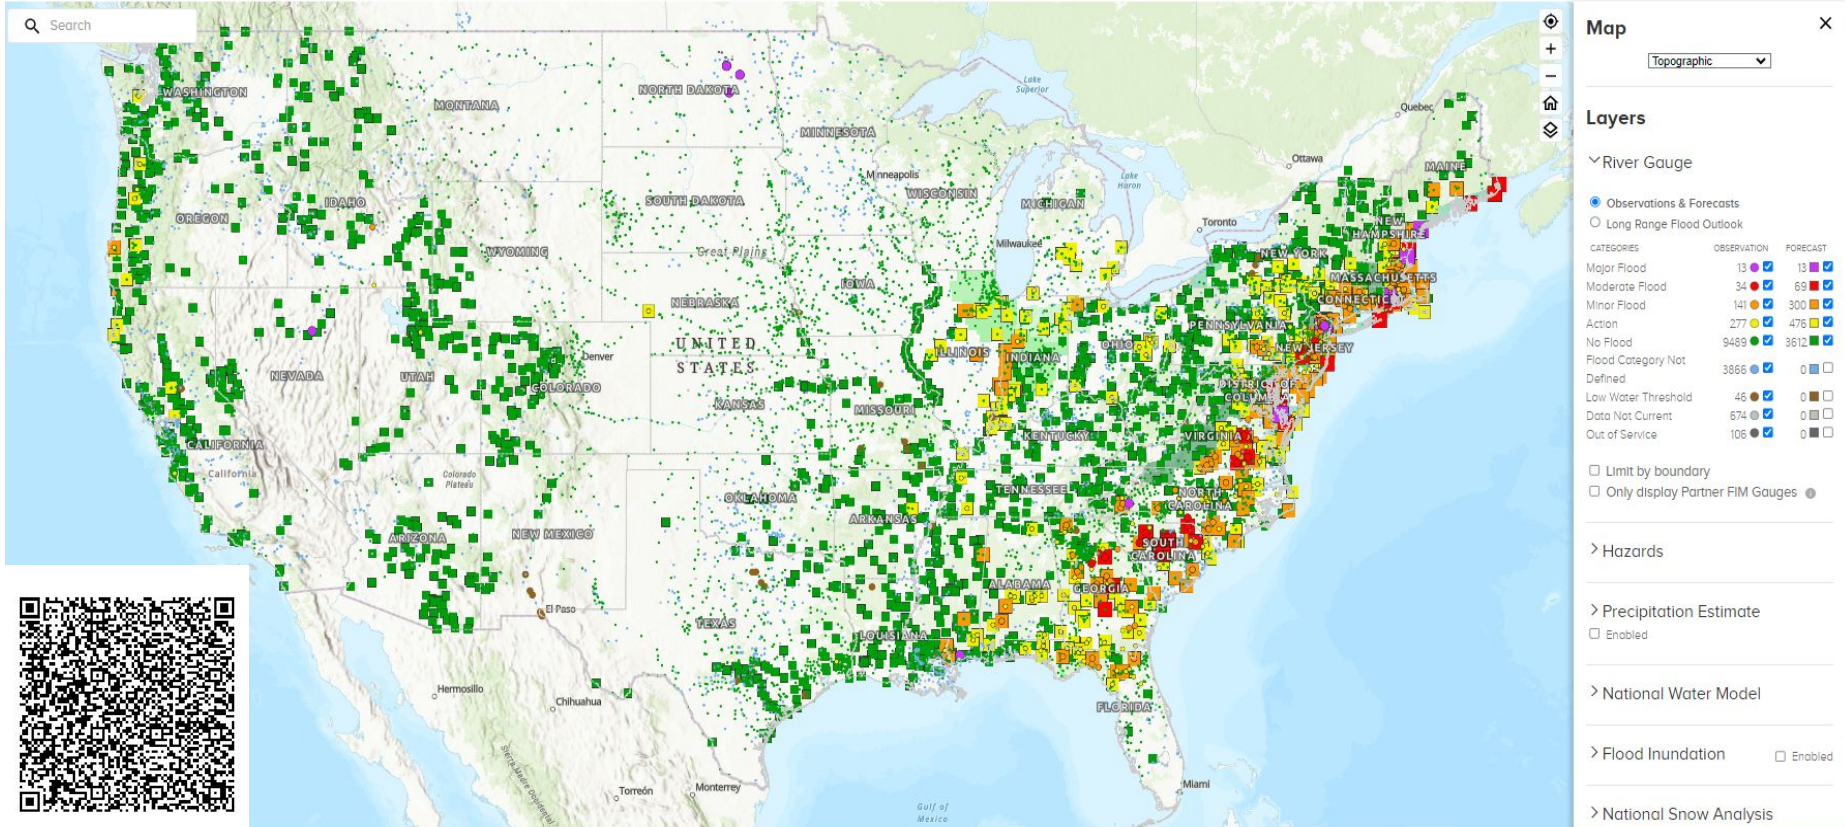 Search
Map
Topographic
Layers
River Gauge
Observations & Forecasts
Long Range Flood Outlook
CATEGORIES OBSERVATION FORECAST
Major Flood 13 13
Moderate Flood 34 69
Minor Flood 141 300
Action 277 476
No Flood 9489 3612
Flood Category Not
Defined 3866 0
Low Water Threshold 46 0
Data Not Current 674 0
Out of Service 106 0
Limit by boundary
Only display Partner FIM Gauges
Hazards
Precipitation Estimate
Enabled
National Water Model
Flood Inundation Enabled
National Snow Analysis
WASHINGTON
MONTANA
NORTH DAKOTA
MINNESOTA
Lake
Superior
Quebec
Ottawa
MAINE
Minneapolis
WISCONSIN
Lake
Huron
MICHIGAN
Toronto
OREGON
IDAHO
SOUTH DAKOTA
WYOMING
Great Plains
Milwaukee
NEW
HAMPSHIRE
NEW YORK
MASSACHUSETTS
CONNECTIC
IOWA
NEBRASKA
PENNSYLVANIA
UNITED
STATES
Denver
ILLINOIS
INDIANA
OHIO
NEW JERSEY
NEVADA
UTAH
COLORADO
KANSAS
MISSOURI
DISTRICT OF
COLUMBIA
KENTUCKY
VIRGINIA
CALIFORNIA
California
Colorado
Plateau
OKLAHOMA
TENNESSEE
NORTH
CAROLINA
ARKANSAS
ARIZONA
NEW MEXICO
SOUTH
CAROLINA
ALABAMA
GEORGIA
El Paso
TEXAS
LOUISIANA
FLORIDA
Hermosillo
Chihuahua
Sierra Madre Occidental
Torreón
Monterrey
Gulf of
Mexico
Miami